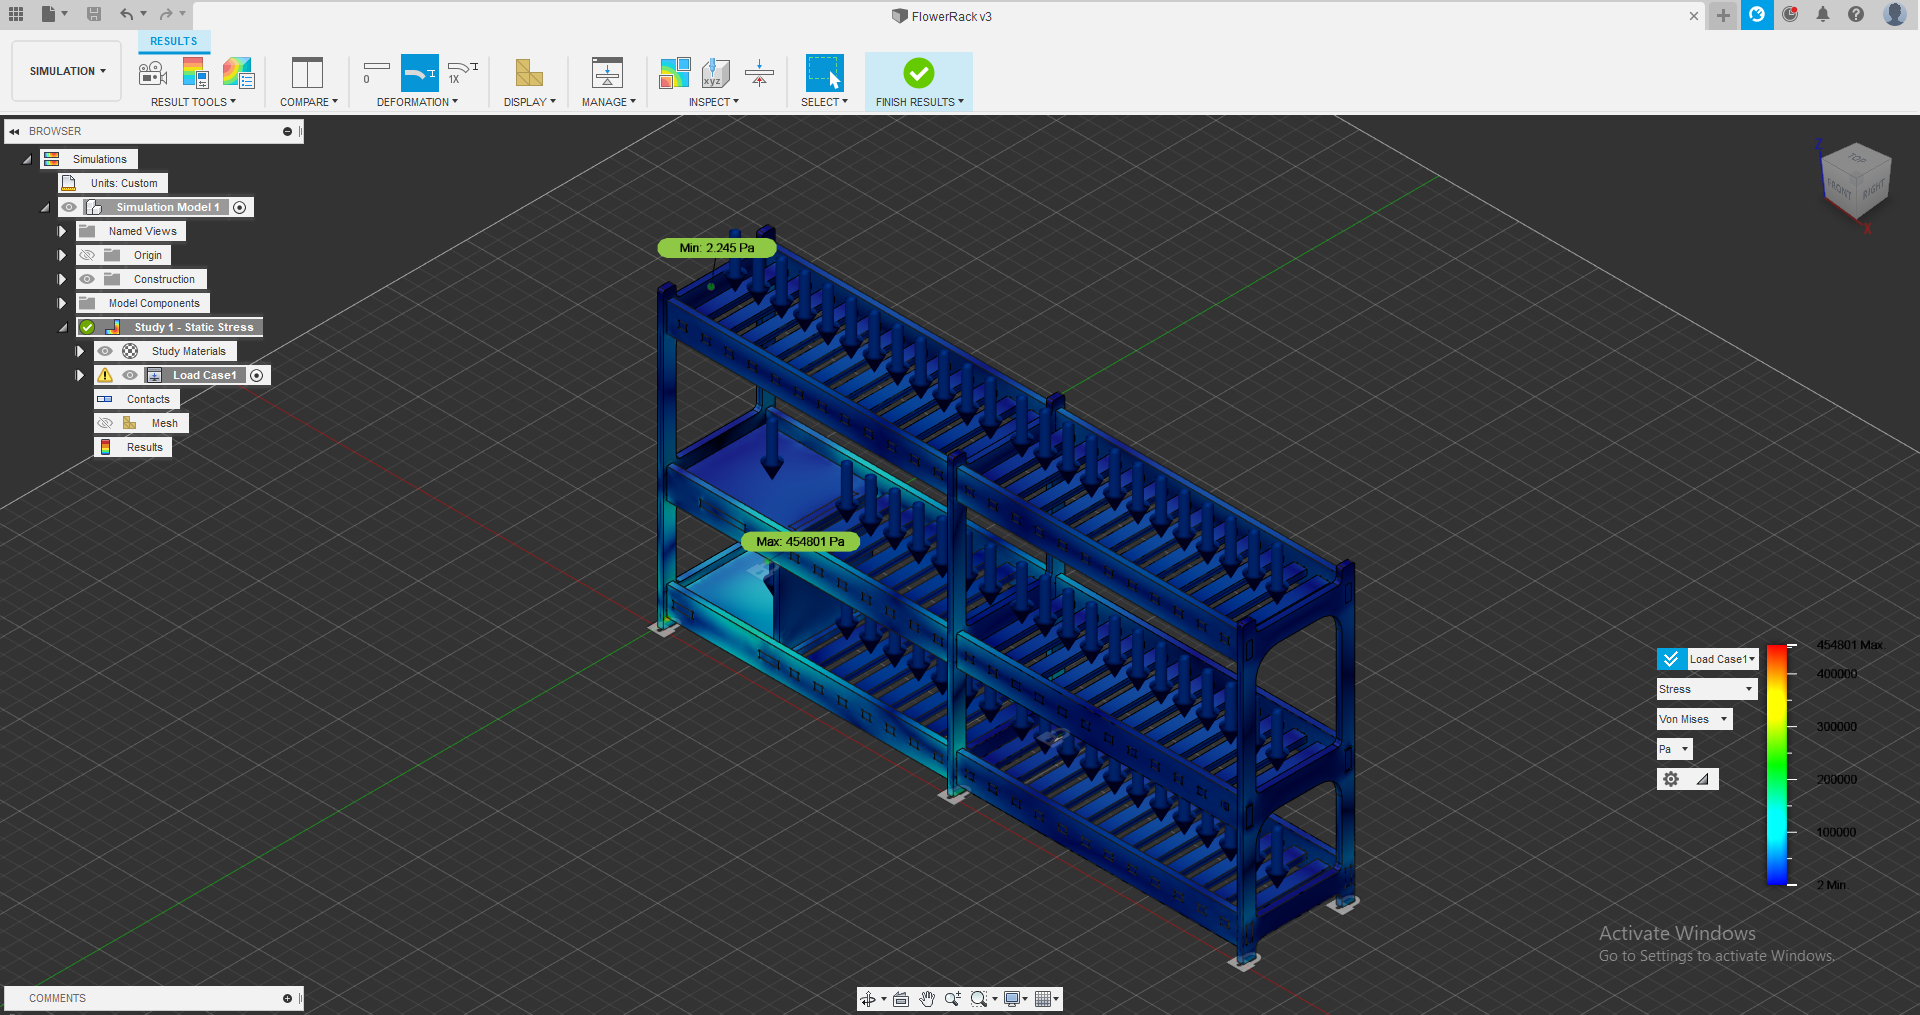 FlowerRack v3
RESULTS
SIMULATION
0
1X
xyz
RESULT TOOLS
COMPARE
DEFORMATION
DISPLAY
MANAGE
INSPECT
SELECT
FINISH RESULTS
BROWSER
Simulations
Units: Custom
Simulation Model 1
Named Views
Origin
Construction
Model Components
Study 1 - Static Stress
Study Materials
Load Case1
Contacts
Mesh
Results
Min: 2.245 Pa
Max: 454801 Pa
Z
TOP
FRONT
RIGHT
X
Load Case1
Stress
Von Mises
Pa
454801 Max.
400000
300000
200000
100000
2 Min.
Activate Windows
Go to Settings to activate Windows.
COMMENTS